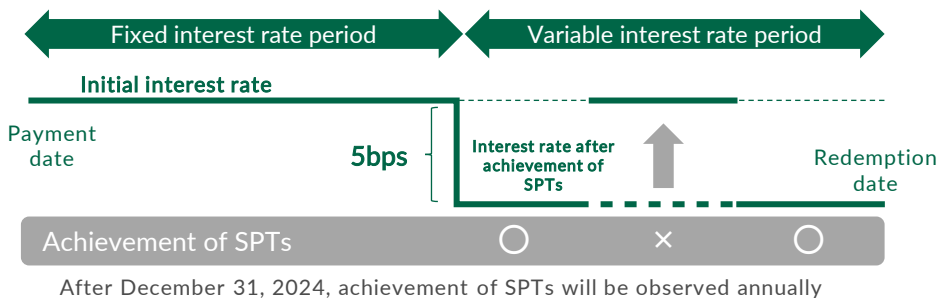 Fixed interest rate period
Variable interest rate period
Initial interest rate
Payment
date
5bps
Interest rate after
achievement of
SPTs
Redemption
date
Achievement of SPTs ○ × ○
After December 31, 2024, achievement of SPTs will be observed annually